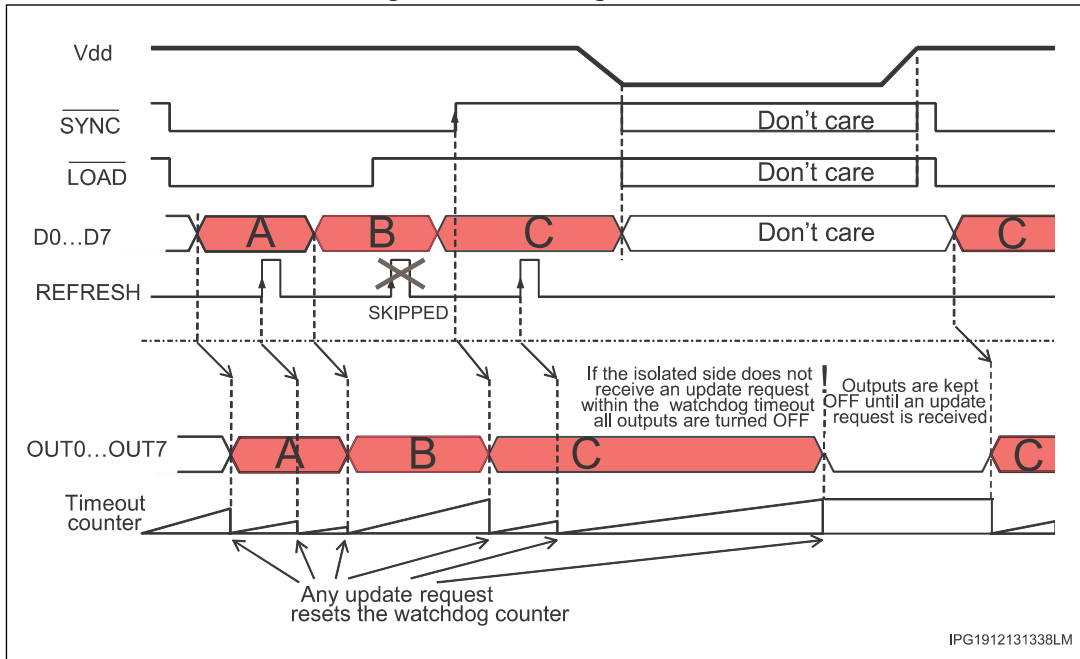 Vdd
SYNC
Don't care
LOAD
Don't care
D0...D7
A
B
C
Don't care
C
REFRESH
SKIPPED
If the isolated side does not
receive an update request
within the watchdog timeout
all outputs are turned OFF
Outputs are kept
OFF until an update
request is received
OUT0...OUT7
A
B
C
C
Timeout
counter
Any update request
resets the watchdog counter
IPG1912131338LM